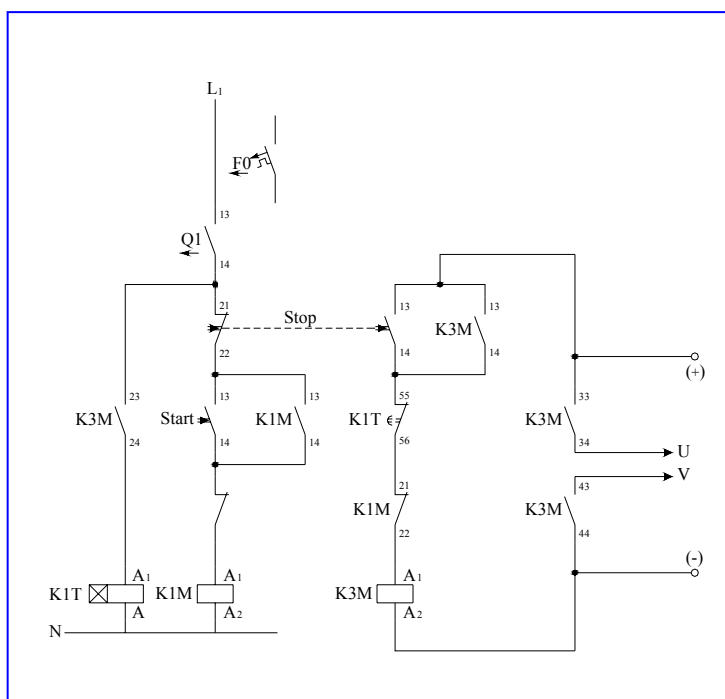 L1
F0
13
Q1
14
21
Stop
22
13
14
13
K3M
14
(+)
23
K3M
24
13
Start
14
13
K1M
14
55
K1T
56
33
K3M
34
U
V
21
K1M
22
43
K3M
44
(-)
K1T
A1
A
K1M
A1
A2
K3M
A1
A2
N